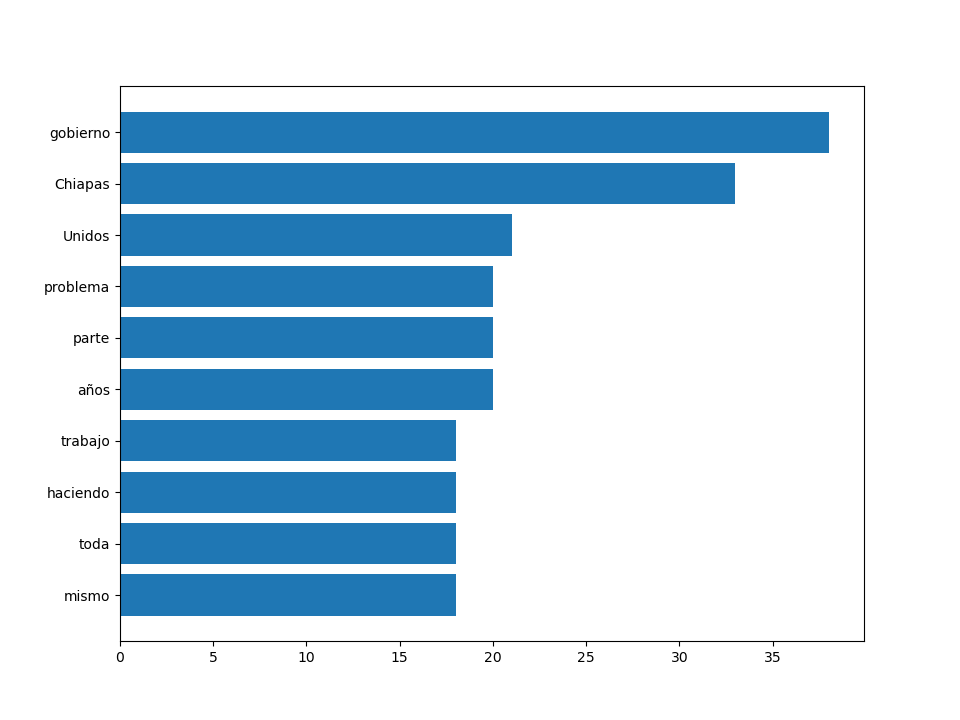 gobierno
Chiapas
Unidos
problema
parte
años
trabajo
haciendo
toda
mismo
0 5 10 15 20 25 30 35